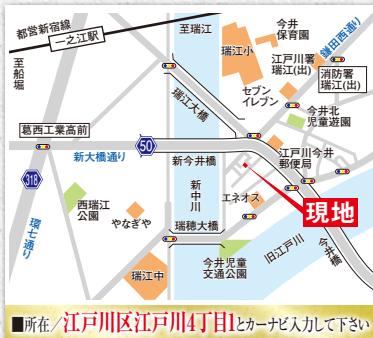 都営新宿線
一之江駅
至瑞江
今井
保育園
鎌田西通り
至船堀
瑞江小
江戸川署
瑞江(出)
消防署
瑞江(出)
セブン
イレブン
瑞江大橋
今井北
児童遊園
葛西工業高前
50
新大橋通り
新今井橋
江戸川今井
郵便局
318
環七通り
西瑞江
公園
やなぎや
新中川
エネオス
現地
瑞穂大橋
旧江戸川
今井橋
瑞江中
今井児童
交通公園
■所在/江戸川区江戸川4丁目1とカーナビ入力して下さい